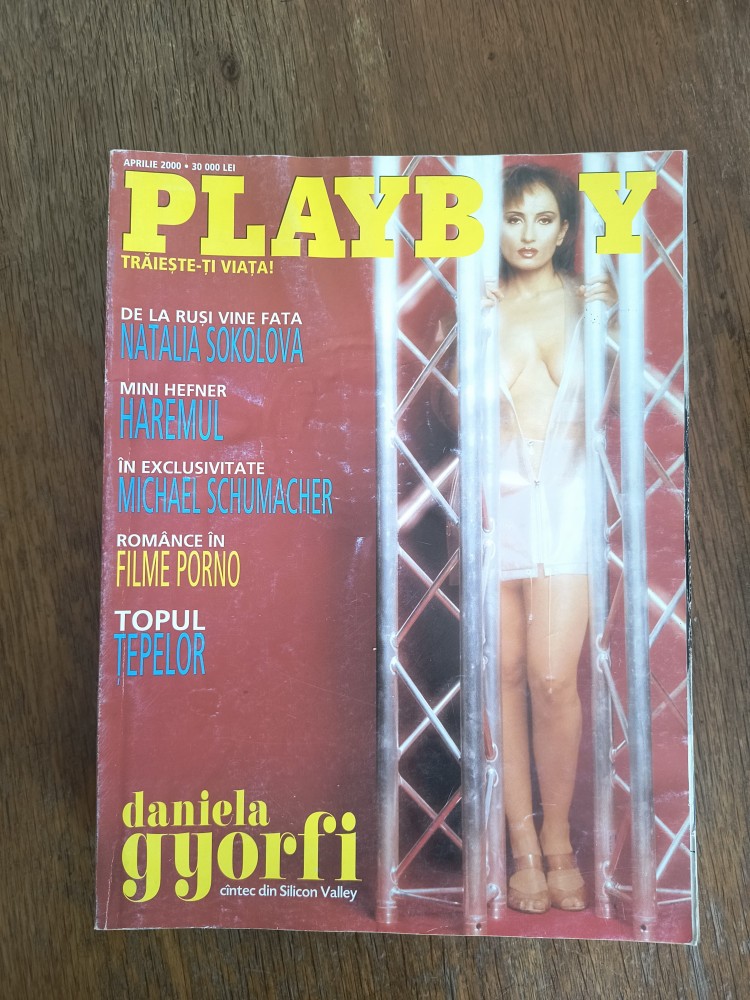 APRILIE 2000 • 30 000 LEI
PLAYB Y
TRĂIEȘTE-ȚI VIAȚA!
DE LA RUȘI VINE FATA
NATALIA SOKOLOVA
MINI HEFNER
HAREMUL
ÎN EXCLUSIVITATE
MICHAEL SCHUMACHER
ROMÂNCE ÎN
FILME PORNO
TOPUL
ȚEPELOR
daniela
gyorfi
cîntec din Silicon Valley